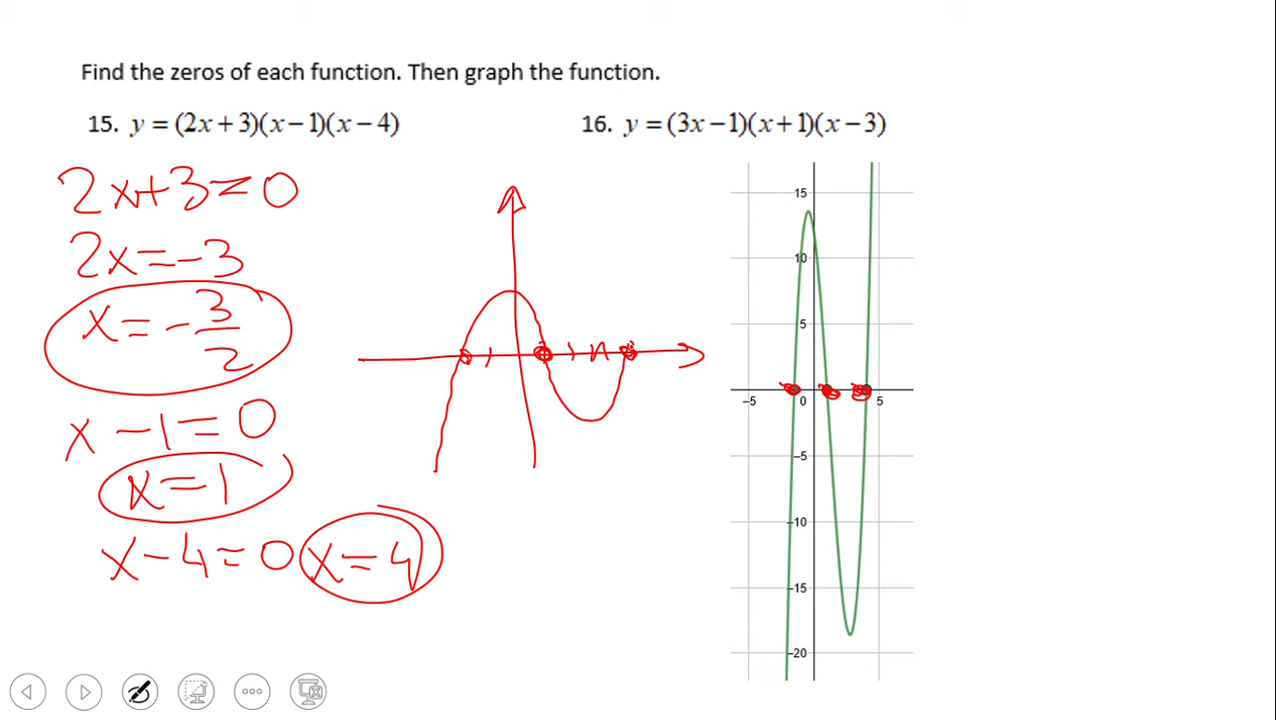 Find the zeros of each function. Then graph the function.
15. y = (2x + 3)(x − 1)(x − 4)
16. y = (3x − 1)(x + 1)(x − 3)
2x+3=0
2x=-3
x=-3/2
x-1=0
x=1
x-4=0 x=4
15
10
5
-5 0 5
-5
-10
-15
-20